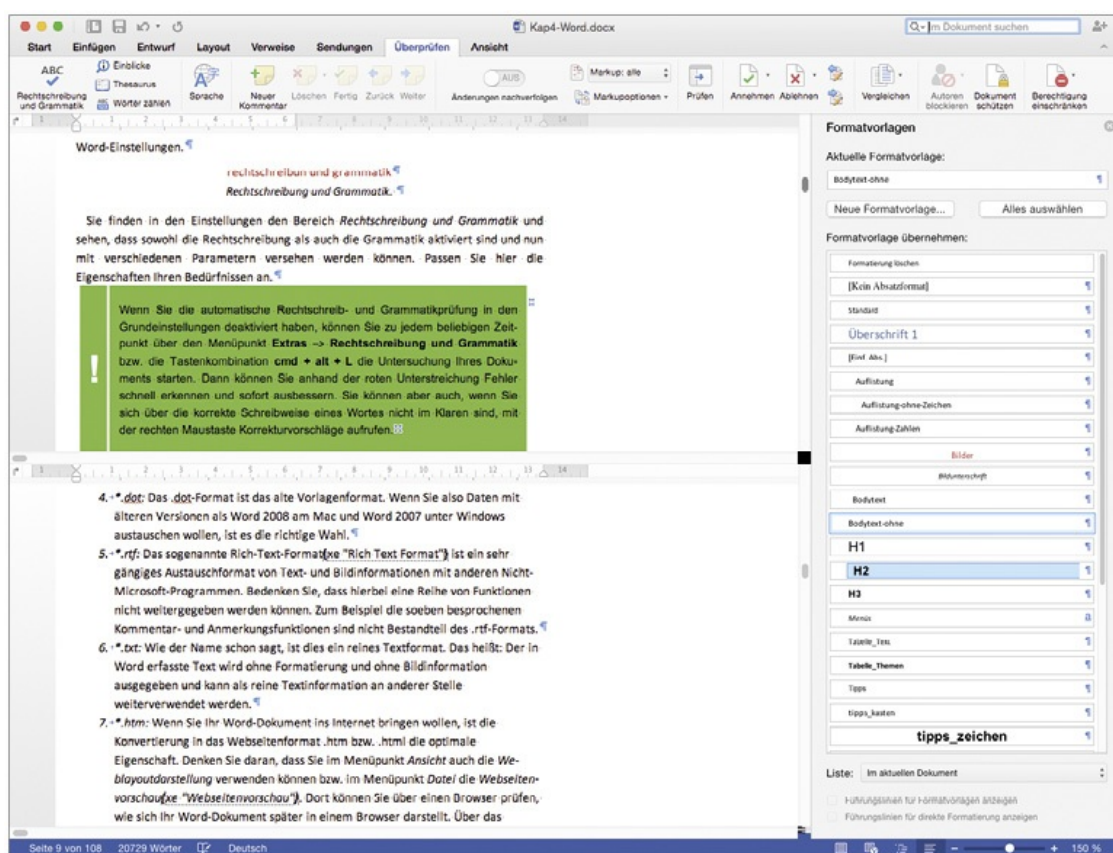 Kap4-Word.docx
Im Dokument suchen
Start Einfügen Entwurf Layout Verweise Sendungen Überprüfen Ansicht
ABC
Rechtschreibung und Grammatik
Einblicke
Thesaurus
Wörter zählen
Sprache
Neuer Kommentar
Löschen Fertig Zurück Weiter
AUS
Änderungen nachverfolgen
Markup: alle
Markupoptionen
Prüfen
Annehmen Ablehnen
Vergleichen
Autoren blockieren
Dokument schützen
Berechtigung einschränken
Word-Einstellungen.
rechtschreibun und grammatik
Rechtschreibung und Grammatik.
Sie finden in den Einstellungen den Bereich Rechtschreibung und Grammatik und
sehen, dass sowohl die Rechtschreibung als auch die Grammatik aktiviert sind und nun
mit verschiedenen Parametern versehen werden können. Passen Sie hier die
Eigenschaften Ihren Bedürfnissen an.
!
Wenn Sie die automatische Rechtschreib- und Grammatikprüfung in den
Grundeinstellungen deaktiviert haben, können Sie zu jedem beliebigen Zeit-
punkt über den Menüpunkt Extras –> Rechtschreibung und Grammatik
bzw. die Tastenkombination cmd + alt + L die Untersuchung Ihres Doku-
ments starten. Dann können Sie anhand der roten Unterstreichung Fehler
schnell erkennen und sofort ausbessern. Sie können aber auch, wenn Sie
sich über die korrekte Schreibweise eines Wortes nicht im Klaren sind, mit
der rechten Maustaste Korrekturvorschläge aufrufen.
4. *.dot: Das .dot-Format ist das alte Vorlagenformat. Wenn Sie also Daten mit
älteren Versionen als Word 2008 am Mac und Word 2007 unter Windows
austauschen wollen, ist es die richtige Wahl.
5. *.rtf: Das sogenannte Rich-Text-Format{xe "Rich Text Format"} ist ein sehr
gängiges Austauschformat von Text- und Bildinformationen mit anderen Nicht-
Microsoft-Programmen. Bedenken Sie, dass hierbei eine Reihe von Funktionen
nicht weitergegeben werden können. Zum Beispiel die soeben besprochenen
Kommentar- und Anmerkungsfunktionen sind nicht Bestandteil des .rtf-Formats.
6. *.txt: Wie der Name schon sagt, ist dies ein reines Textformat. Das heißt: Der in
Word erfasste Text wird ohne Formatierung und ohne Bildinformation
ausgegeben und kann als reine Textinformation an anderer Stelle
weiterverwendet werden.
7. *.htm: Wenn Sie Ihr Word-Dokument ins Internet bringen wollen, ist die
Konvertierung in das Webseitenformat .htm bzw. .html die optimale
Eigenschaft. Denken Sie daran, dass Sie im Menüpunkt Ansicht auch die We-
blayoutdarstellung verwenden können bzw. im Menüpunkt Datei die Webseiten-
vorschau{xe "Webseitenvorschau"}. Dort können Sie über einen Browser prüfen,
wie sich Ihr Word-Dokument später in einem Browser darstellt. Über das
Formatvorlagen
Aktuelle Formatvorlage:
Bodytext-ohne
Neue Formatvorlage... Alles auswählen
Formatvorlage übernehmen:
Formatierung löschen
[Kein Absatzformat]
Standard
Überschrift 1
[Einf. Abs.]
Auflistung
Auflistung-ohne-Zeichen
Auflistung-Zahlen
Bilder
Bildunterschrift
Bodytext
Bodytext-ohne
H1
H2
H3
Menüs
Tabelle_Text
Tabelle_Themen
Tipps
tipps_kasten
tipps_zeichen
Liste: Im aktuellen Dokument
Führungslinien für Formatvorlagen anzeigen
Führungslinien für direkte Formatierung anzeigen
Seite 9 von 108 20729 Wörter Deutsch 150 %